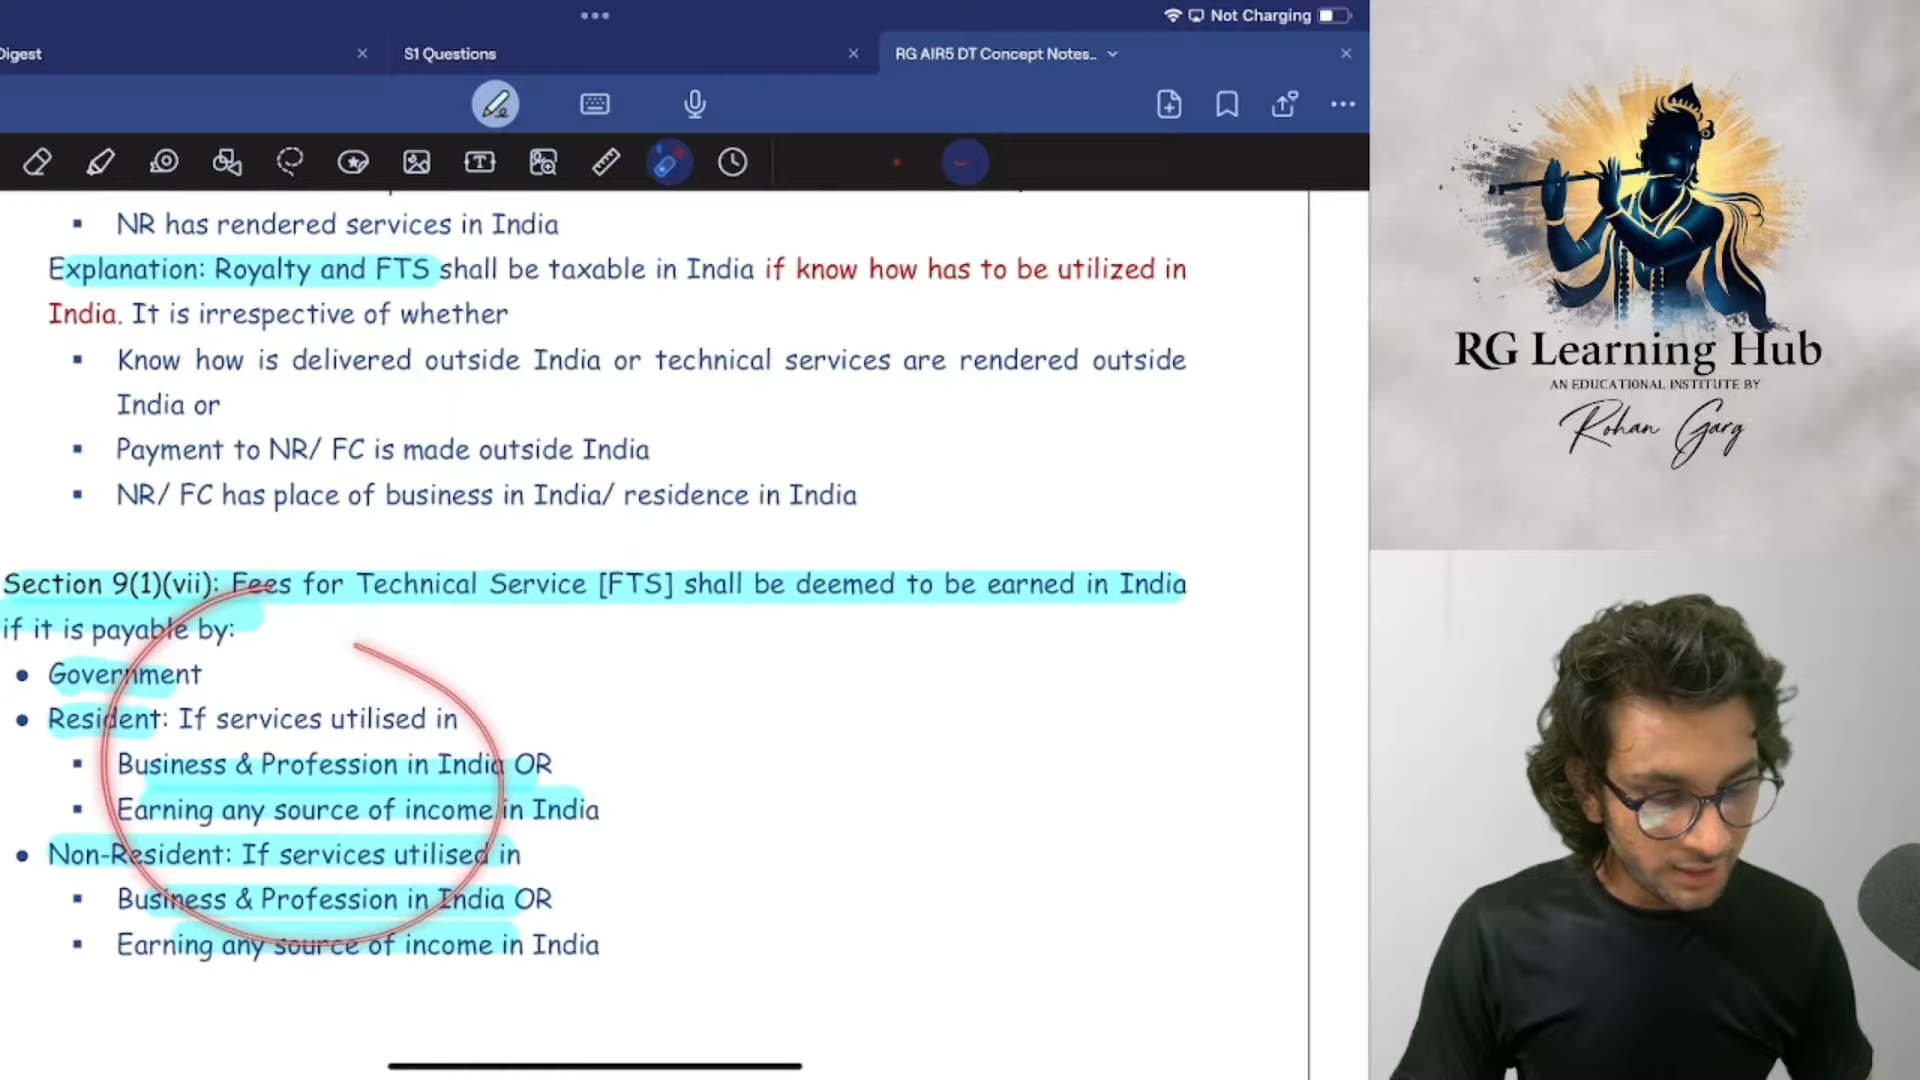 Not Charging
Digest
S1 Questions
RG AIR5 DT Concept Notes..
NR has rendered services in India
Explanation: Royalty and FTS shall be taxable in India if know how has to be utilized in
India. It is irrespective of whether
Know how is delivered outside India or technical services are rendered outside
India or
Payment to NR/ FC is made outside India
NR/ FC has place of business in India/ residence in India
Section 9(1)(vii): Fees for Technical Service [FTS] shall be deemed to be earned in India
if it is payable by:
Government
Resident: If services utilised in
Business & Profession in India OR
Earning any source of income in India
Non-Resident: If services utilised in
Business & Profession in India OR
Earning any source of income in India
RG Learning Hub
AN EDUCATIONAL INSTITUTE BY
Rohan Garg